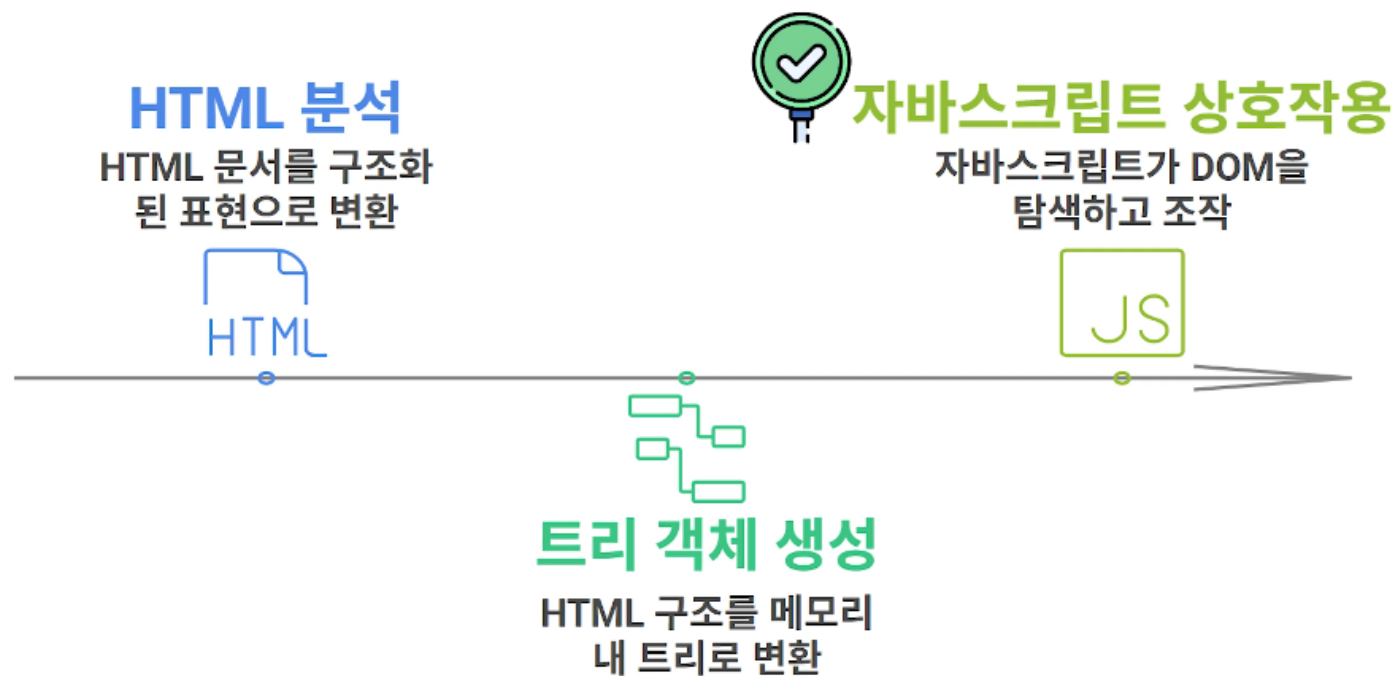 HTML 분석
HTML 문서를 구조화
된 표현으로 변환
HTML
트리 객체 생성
HTML 구조를 메모리
내 트리로 변환
자바스크립트 상호작용
자바스크립트가 DOM을
탐색하고 조작
JS